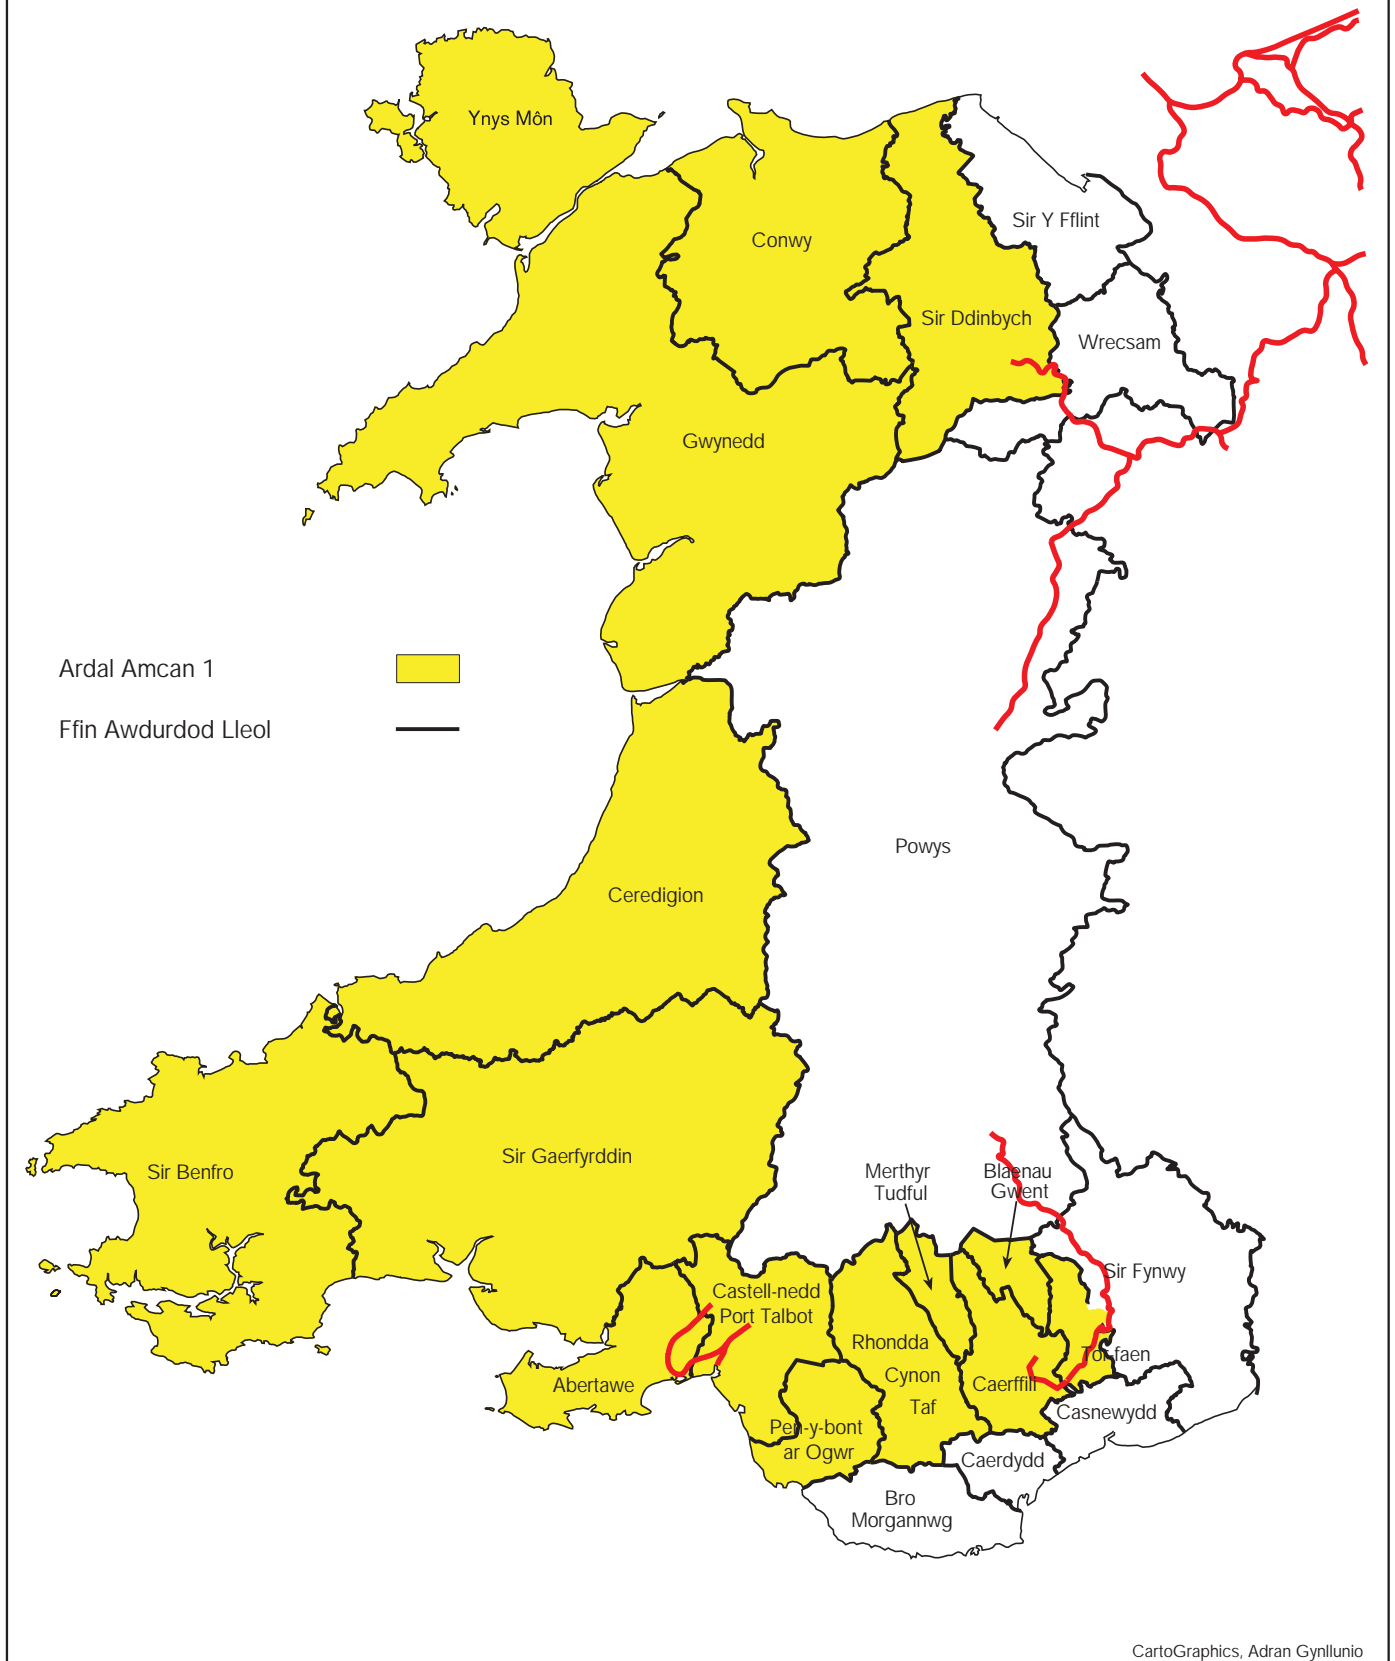 Ynys Môn
Sir Y Fflint
Conwy
Sir Ddinbych
Wrecsam
Gwynedd
Ardal Amcan 1
Ffin Awdurdod Lleol
Powys
Ceredigion
Sir Gaerfyrddin
Sir Benfro
Merthyr
Tudful
Blaenau
Gwent
Sir Fynwy
Castell-nedd
Port Talbot
Rhondda
Cynon
Taf
Tor-faen
Caerffili
Abertawe
Casnewydd
Pen-y-bont
ar Ogwr
Caerdydd
Bro
Morgannwg
CartoGraphics, Adran Gynllunio